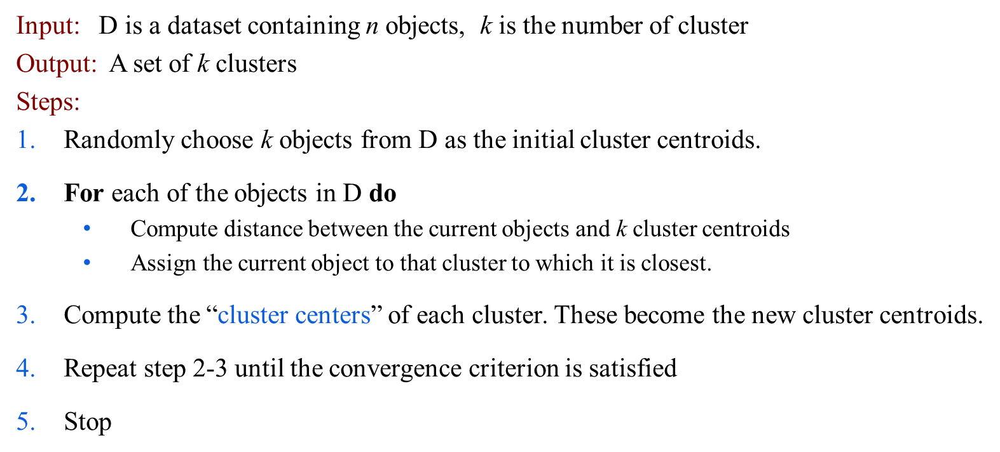 Input: D is a dataset containing n objects, k is the number of cluster
Output: A set of k clusters
Steps:
1. Randomly choose k objects from D as the initial cluster centroids.
2. For each of the objects in D do
• Compute distance between the current objects and k cluster centroids
• Assign the current object to that cluster to which it is closest.
3. Compute the “cluster centers” of each cluster. These become the new cluster centroids.
4. Repeat step 2-3 until the convergence criterion is satisfied
5. Stop